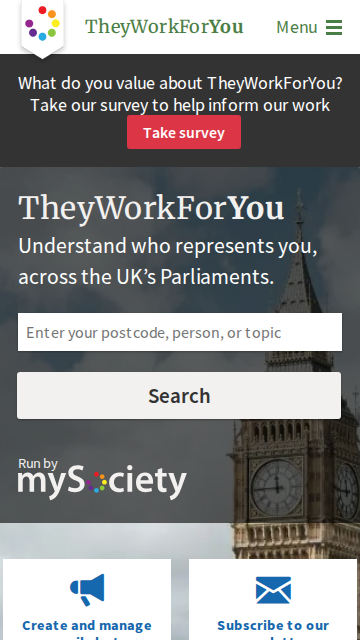 TheyWorkForYou
Menu
What do you value about TheyWorkForYou?
Take our survey to help inform our work
Take survey
TheyWorkForYou
Understand who represents you,
across the UK's Parliaments.
Enter your postcode, person, or topic
Search
Run by
mySociety
Create and manage
Subscribe to our